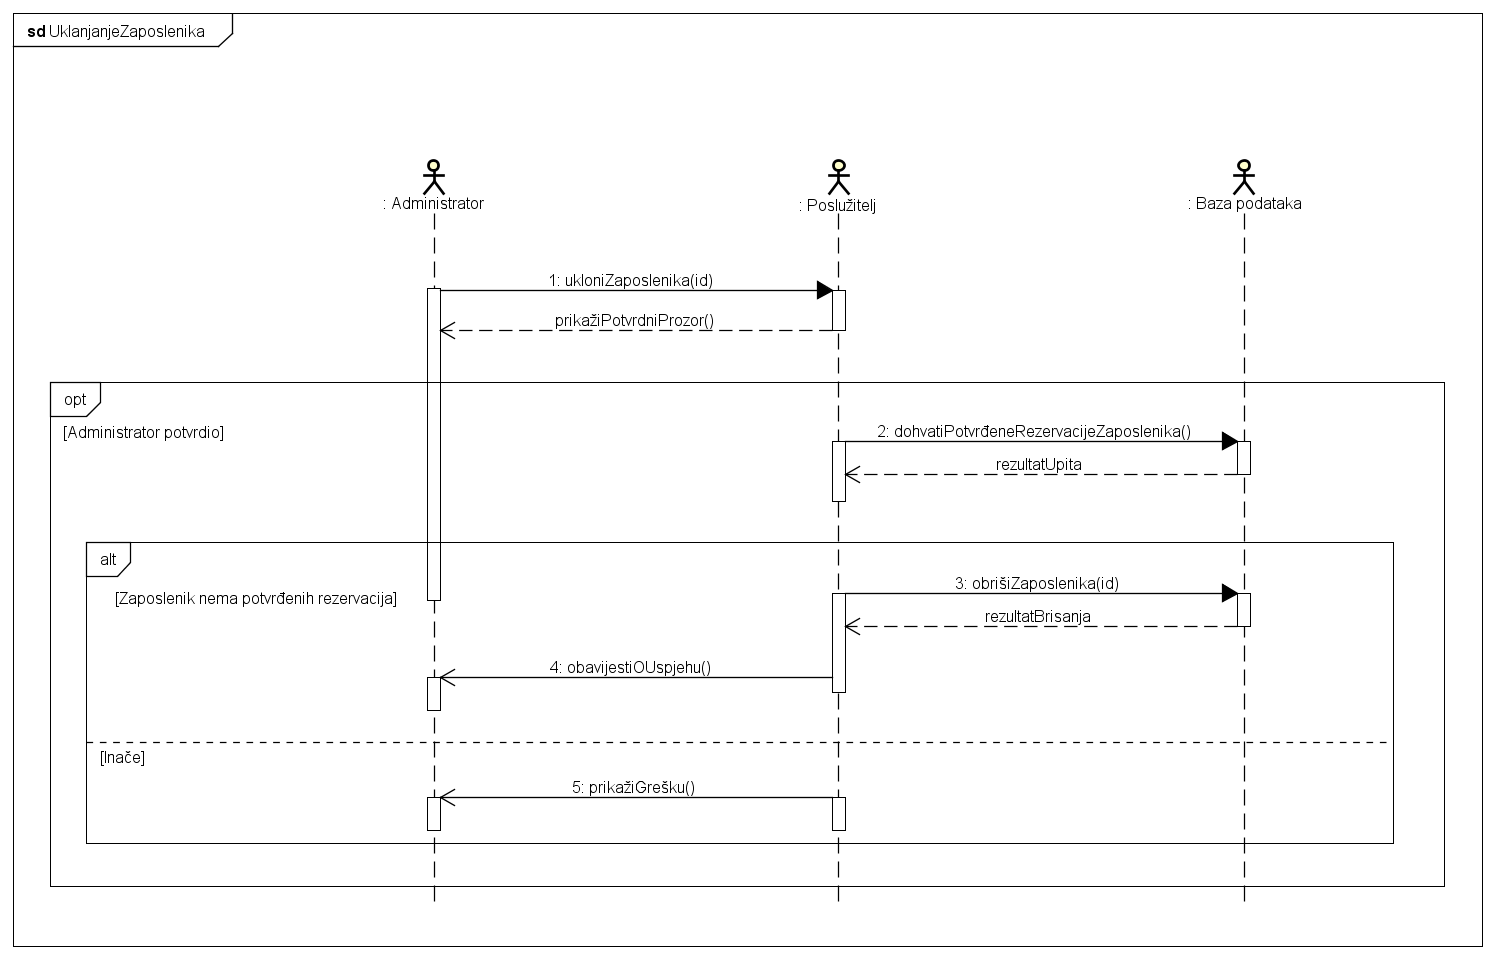 sd UklanjanjeZaposlenika
: Administrator
: Poslužitelj
: Baza podataka
1: ukloniZaposlenika(id)
prikažiPotvrdniProzor()
opt
[Administrator potvrdio]
2: dohvatiPotvrđeneRezervacijeZaposlenika()
rezultatUpita
alt
[Zaposlenik nema potvrđenih rezervacija]
3: obrišiZaposlenika(id)
rezultatBrisanja
4: obavijestiOUspjehu()
[Inače]
5: prikažiGrešku()